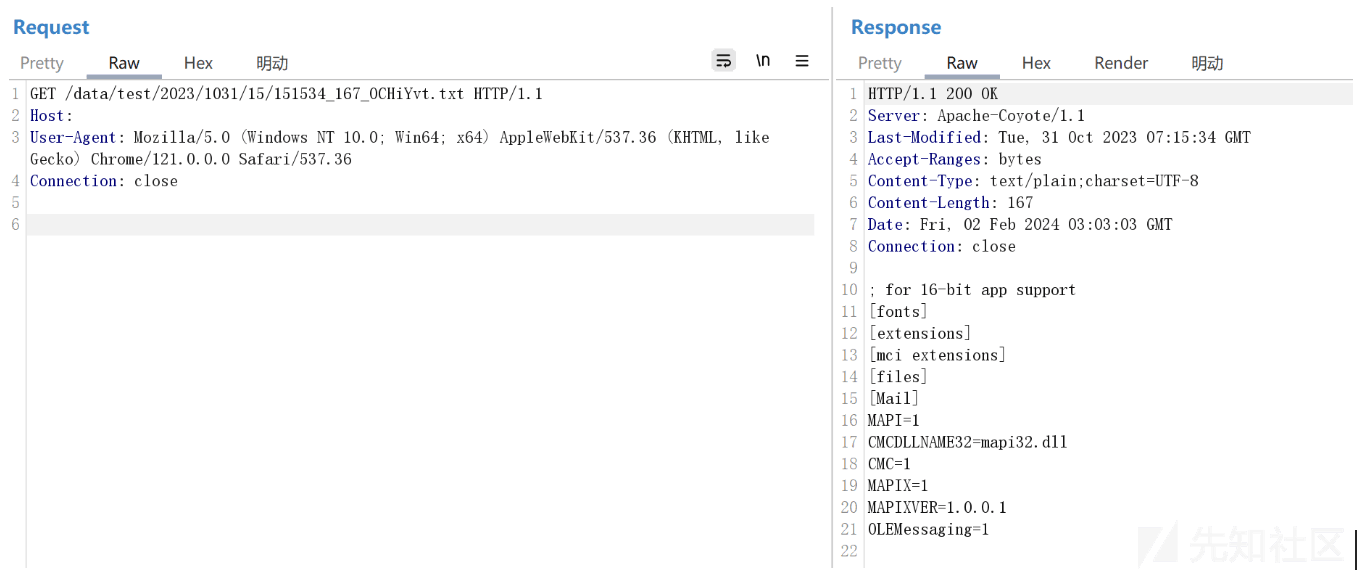 Request
Pretty Raw Hex 明动 \n
1 GET /data/test/2023/1031/15/151534_167_OCHiYvt.txt HTTP/1.1
2 Host:
3 User-Agent: Mozilla/5.0 (Windows NT 10.0; Win64; x64) AppleWebKit/537.36 (KHTML, like
Gecko) Chrome/121.0.0.0 Safari/537.36
4 Connection: close
5
6
Response
Pretty Raw Hex Render 明动
1 HTTP/1.1 200 OK
2 Server: Apache-Coyote/1.1
3 Last-Modified: Tue, 31 Oct 2023 07:15:34 GMT
4 Accept-Ranges: bytes
5 Content-Type: text/plain;charset=UTF-8
6 Content-Length: 167
7 Date: Fri, 02 Feb 2024 03:03:03 GMT
8 Connection: close
9
10 ; for 16-bit app support
11 [fonts]
12 [extensions]
13 [mci extensions]
14 [files]
15 [Mail]
16 MAPI=1
17 CMCDLLNAME32=mapi32.dll
18 CMC=1
19 MAPIX=1
20 MAPIXVER=1.0.0.1
21 OLEMessaging=1
22
先知社区